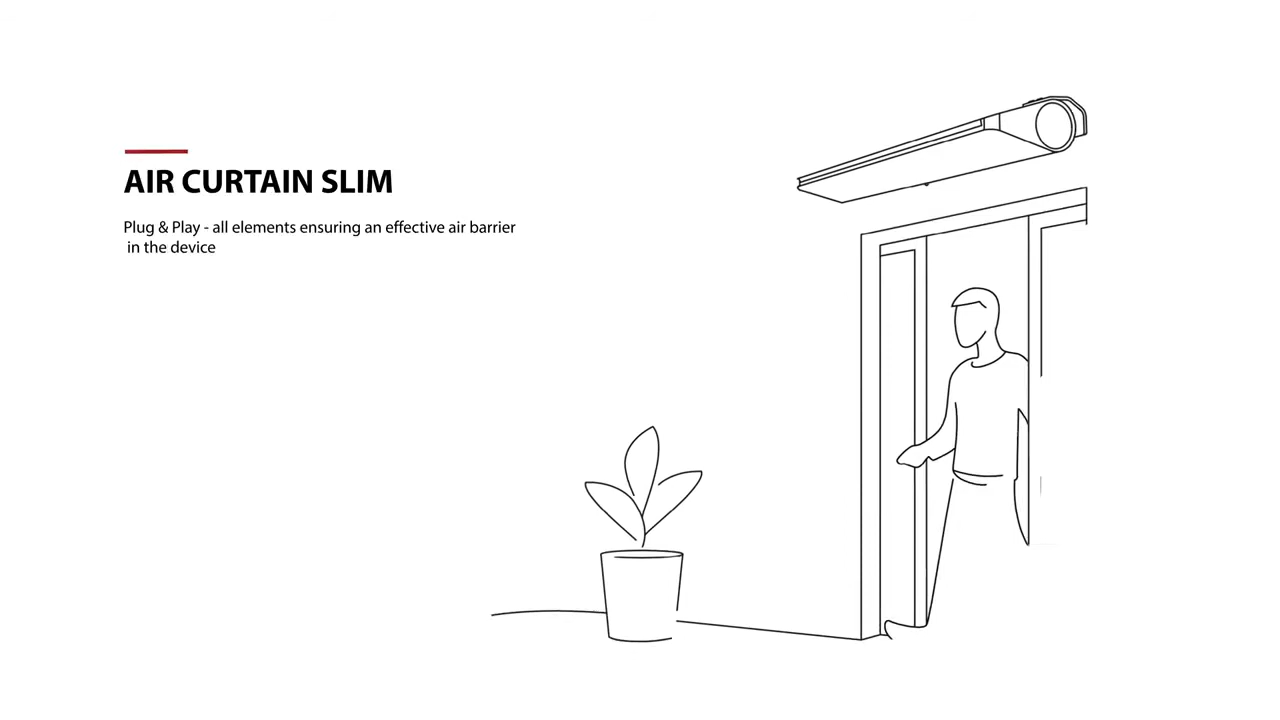 AIR CURTAIN SLIM
Plug & Play - all elements ensuring an effective air barrier
in the device